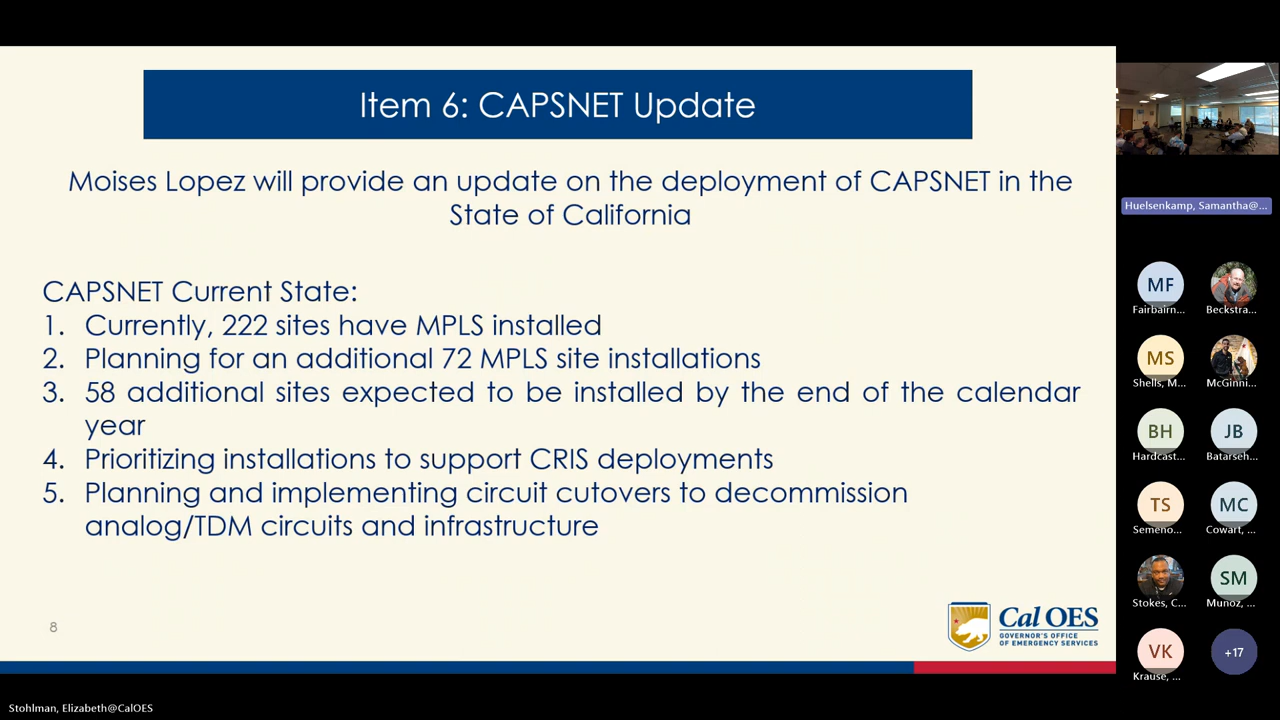 Item 6: CAPSNET Update
Moises Lopez will provide an update on the deployment of CAPSNET in the
State of California
CAPSNET Current State:
1. Currently, 222 sites have MPLS installed
2. Planning for an additional 72 MPLS site installations
3. 58 additional sites expected to be installed by the end of the calendar
year
4. Prioritizing installations to support CRIS deployments
5. Planning and implementing circuit cutovers to decommission
analog/TDM circuits and infrastructure
8
Cal OES
GOVERNOR'S OFFICE
OF EMERGENCY SERVICES
Huelsenkamp, Samantha@...
MF
Fairbairn...
Beckstra...
MS
Shells, M...
McGinni...
BH
Hardcast...
JB
Batarseh...
TS
Semeno...
MC
Cowart, ...
Stokes, C...
SM
Munoz, ...
VK
Krause, ...
+17
Stohlman, Elizabeth@CalOES